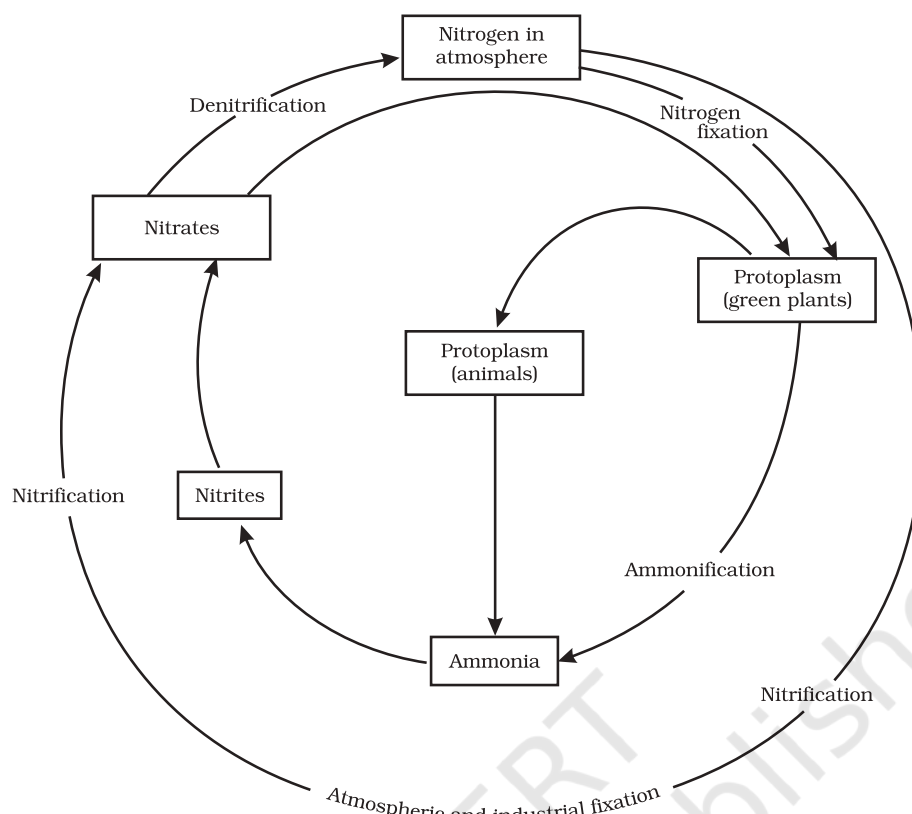 Nitrogen in
atmosphere
Denitrification
Nitrogen
fixation
Nitrates
Protoplasm
(green plants)
Protoplasm
(animals)
Nitrification
Nitrites
Ammonification
Ammonia
Nitrification
Atmospheric and industrial fixation